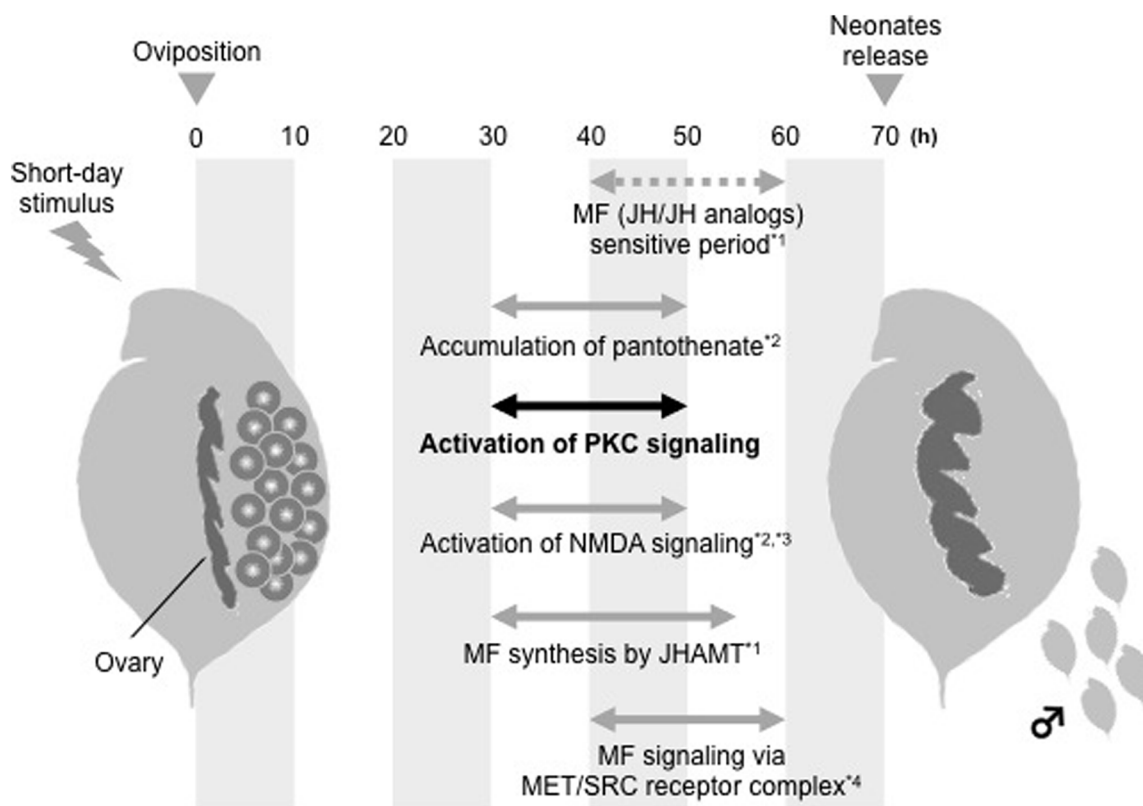 Oviposition
Neonates
release
0 10 20 30 40 50 60 70 (h)
Short-day
stimulus
MF (JH/JH analogs)
sensitive period*1
Accumulation of pantothenate*2
Activation of PKC signaling
Activation of NMDA signaling*2,*3
MF synthesis by JHAMT*1
Ovary
♂
MF signaling via
MET/SRC receptor complex*4